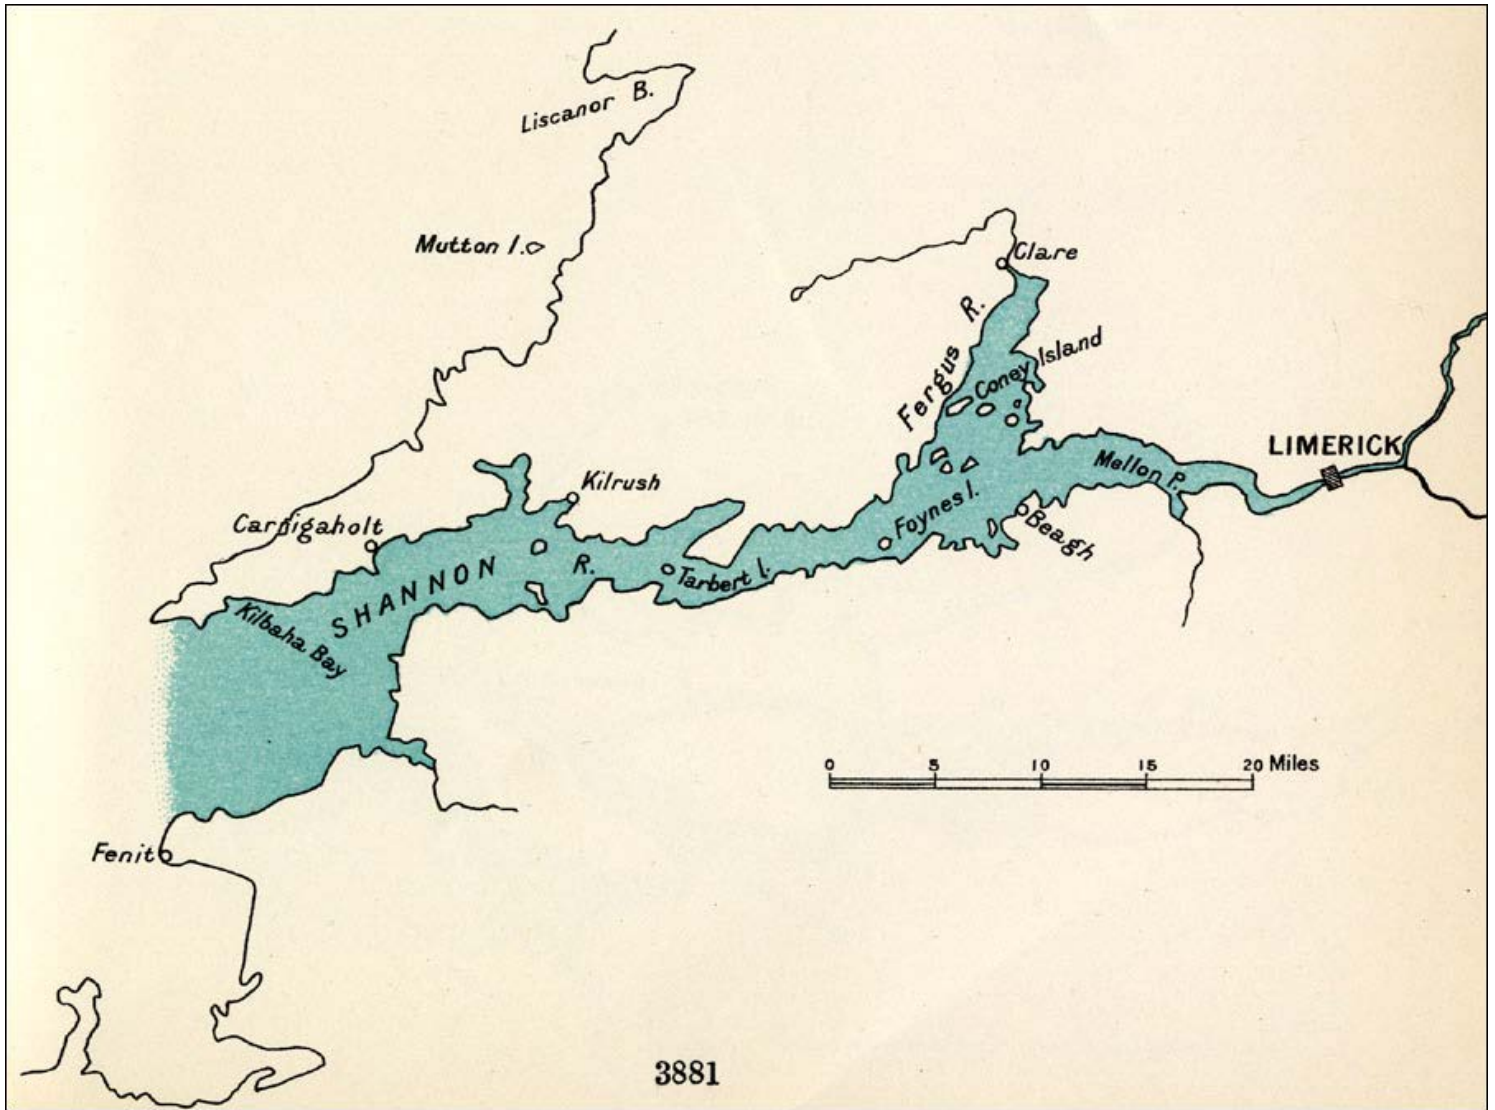 Liscanor B.
Mutton I.
Clare
Fergus R.
Coney Island
LIMERICK
Mellon P.
Kilrush
Carrigaholt
Foynes I.
Beagh
SHANNON R.
Tarbert I.
Kilbaha Bay
0 5 10 15 20 Miles
Fenit
3881